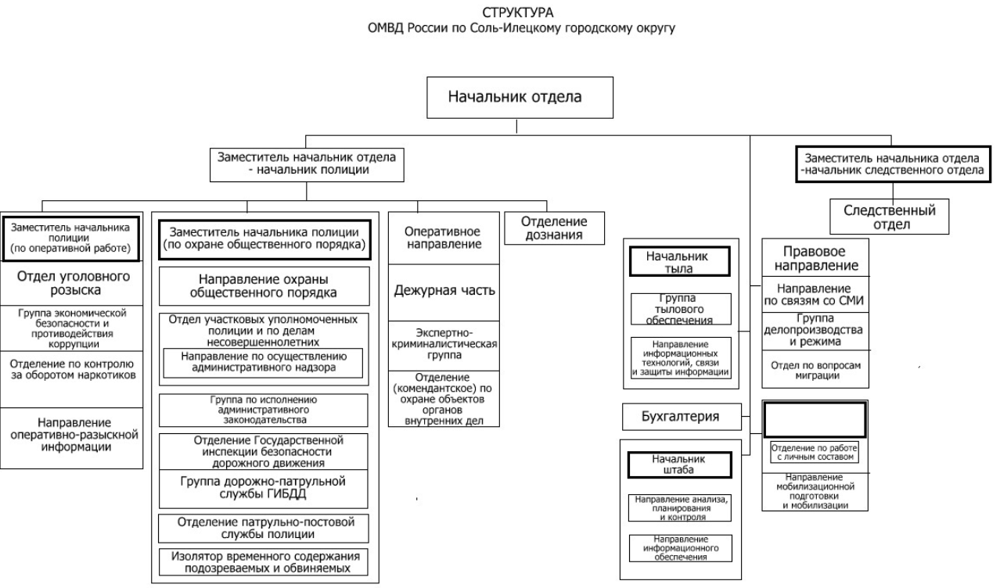 СТРУКТУРА
ОМВД России по Соль-Илецкому городскому округу
Начальник отдела
Заместитель начальник отдела
- начальник полиции
Заместитель начальника отдела
-начальник следственного отдела
Следственный
отдел
Заместитель начальника
полиции
(по оперативной работе)
Отдел уголовного
розыска
Группа экономической
безопасности и
противодействия
коррупции
Отделение по контролю
за оборотом наркотиков
Направление
оперативно-разыскной
информации
Заместитель начальника полиции
(по охране общественного порядка)
Направление охраны
общественного порядка
Отдел участковых уполномоченных
полиции и по делам
несовершеннолетних
Направление по осуществлению
административного надзора
Группа по исполнению
административного
законодательства
Отделение Государственной
инспекции безопасности
дорожного движения
Группа дорожно-патрульной
службы ГИБДД
Отделение патрульно-постовой
службы полиции
Изолятор временного содержания
подозреваемых и обвиняемых
Оперативное
направление
Дежурная часть
Экспертно-
криминалистическая
группа
Отделение
(комендантское) по
охране объектов
органов
внутренних дел
Отделение
дознания
Начальник
тыла
Группа
тылового
обеспечения
Направление
информационных
технологий, связи
и защиты информации
Бухгалтерия
Начальник
штаба
Направление анализа,
планирования
и контроля
Направление
информационного
обеспечения
Правовое
направление
Направление
по связям со СМИ
Группа
делопроизводства
и режима
Отдел по вопросам
миграции
Отделение по работе
с личным составом
Направление
мобилизационной
подготовки
и мобилизации